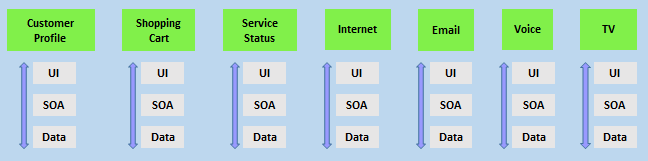 Customer Profile
Shopping Cart
Service Status
Internet
Email
Voice
TV
UI UI UI UI UI UI UI
SOA SOA SOA SOA SOA SOA SOA
Data Data Data Data Data Data Data